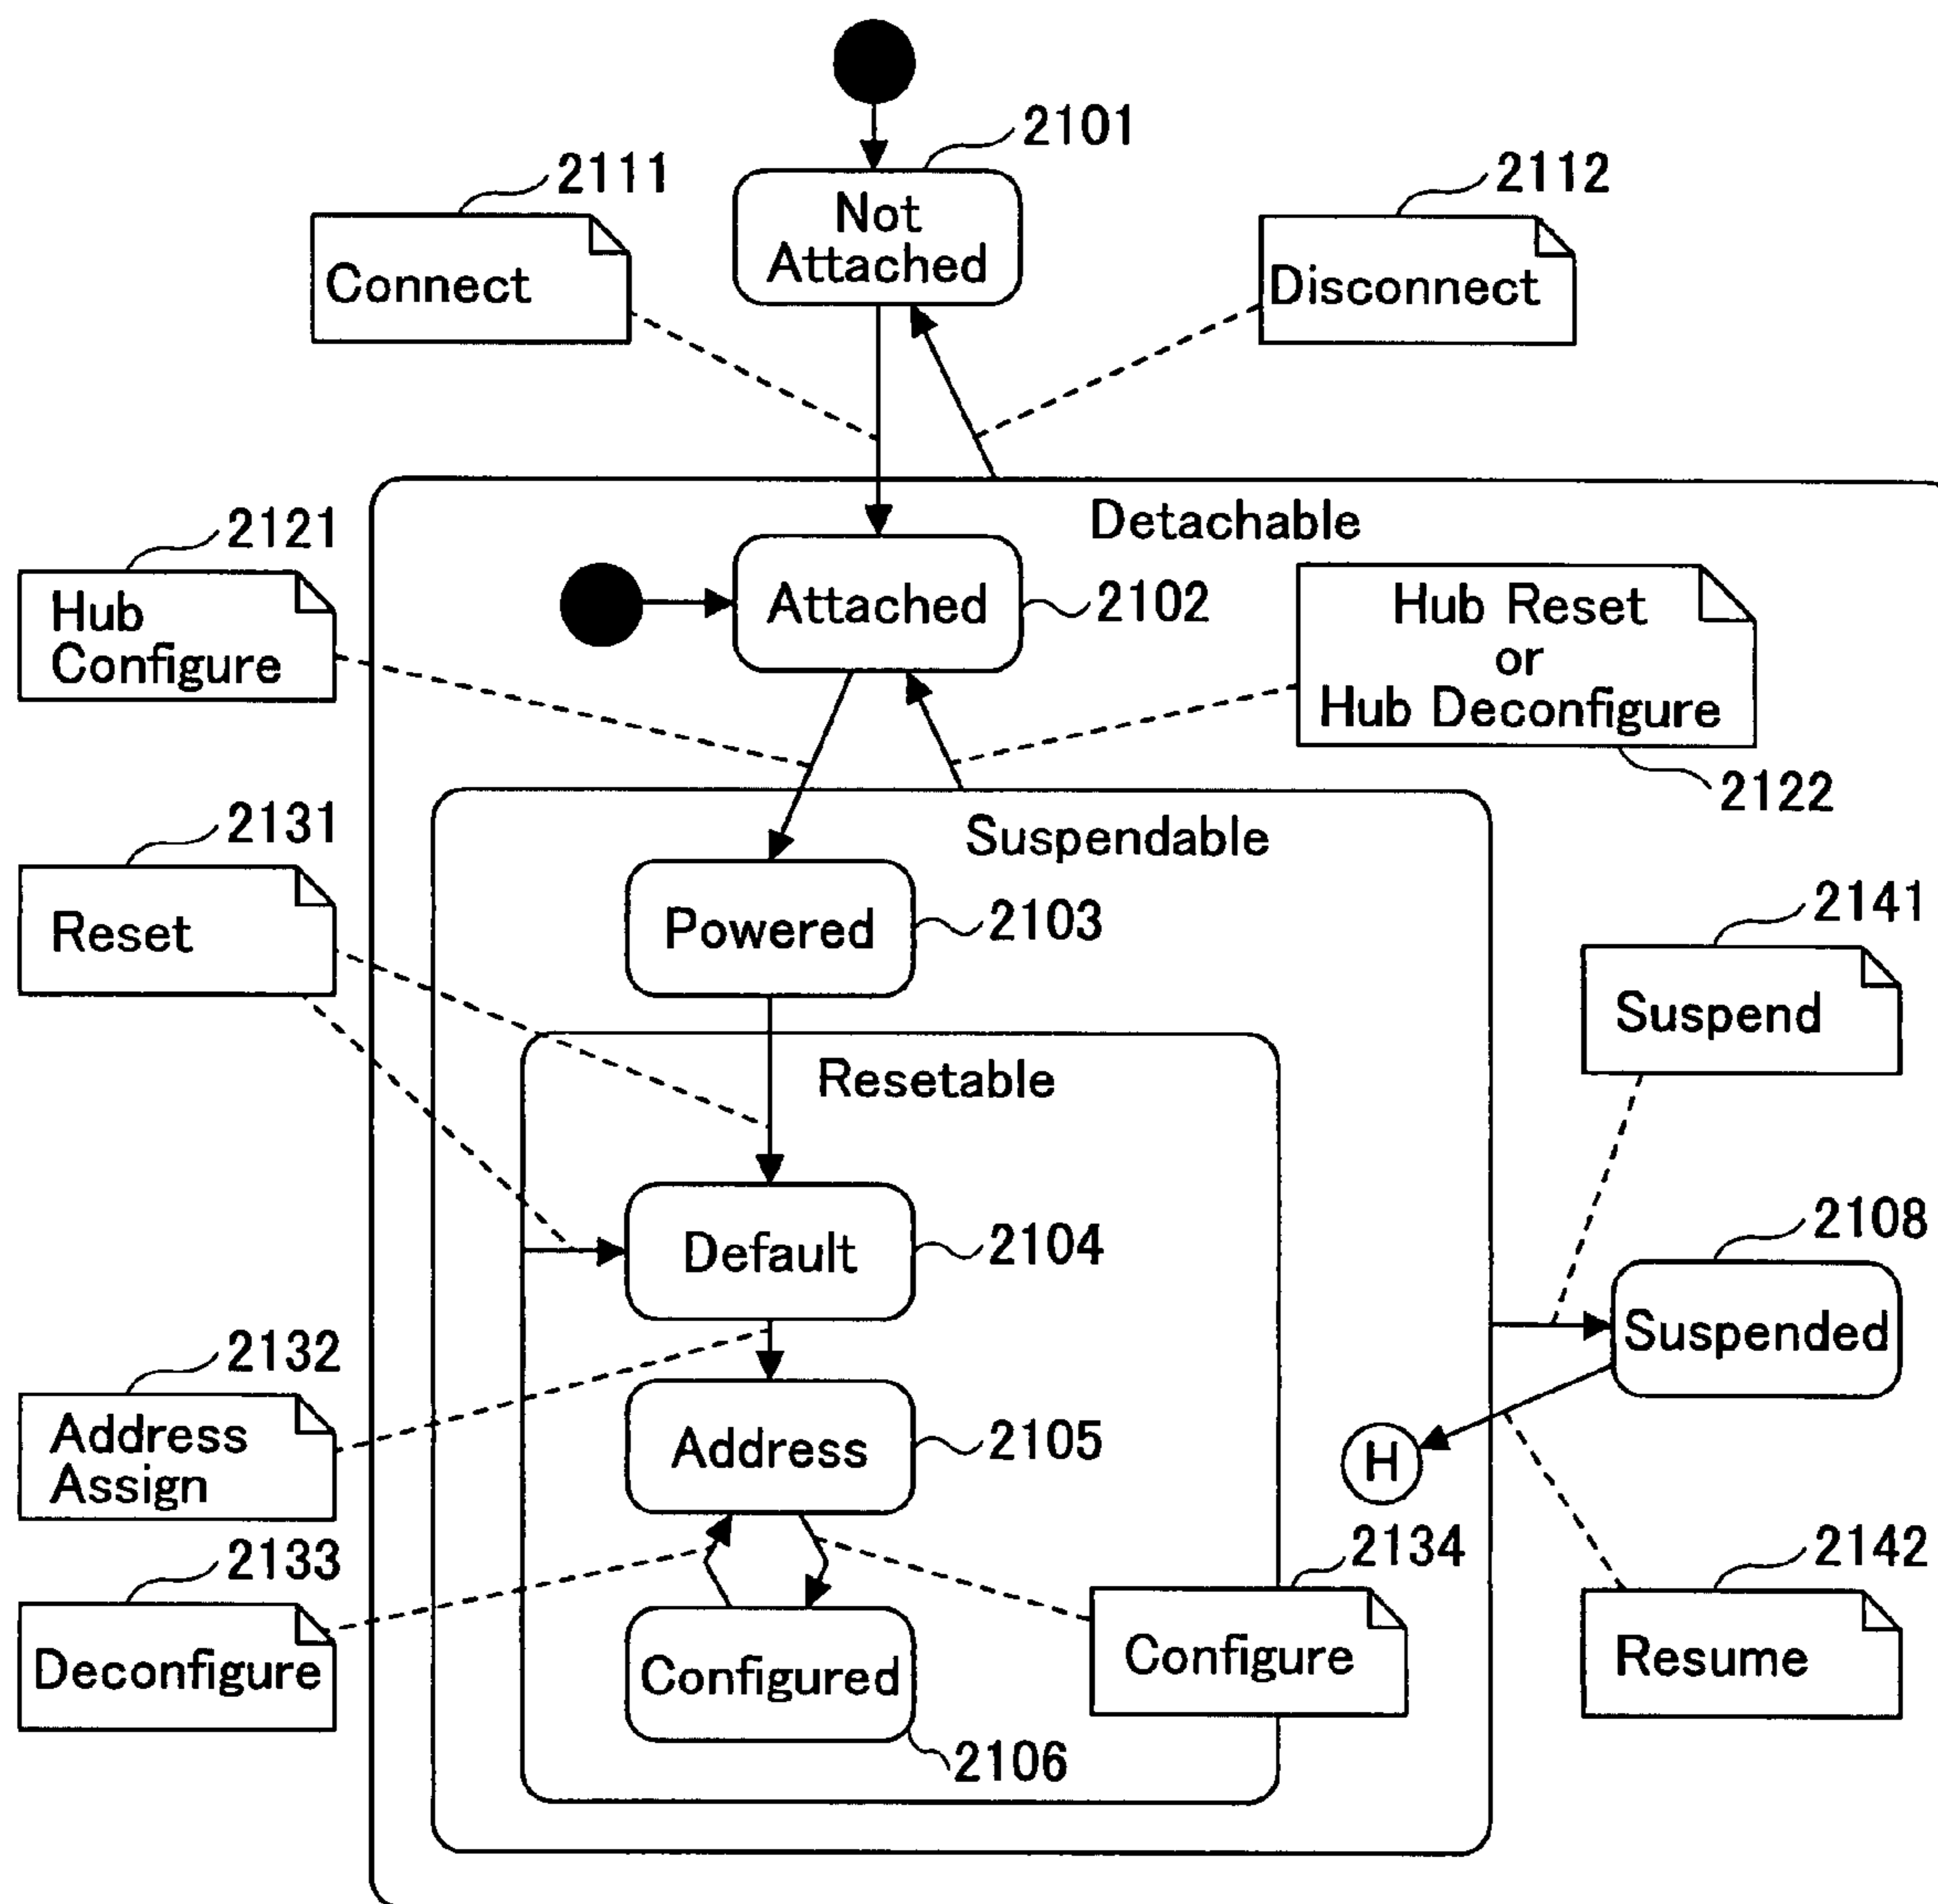 2101
2111
2112
Not
Attached
Connect
Disconnect
Detachable
2121
Attached
2102
Hub
Configure
Hub Reset
or
Hub Deconfigure
2122
2131
Suspendable
Reset
Powered
2103
2141
Suspend
Resetable
Default
2104
2108
Suspended
2132
Address
Assign
Address
2105
H
2133
2134
2142
Deconfigure
Configured
Configure
Resume
2106